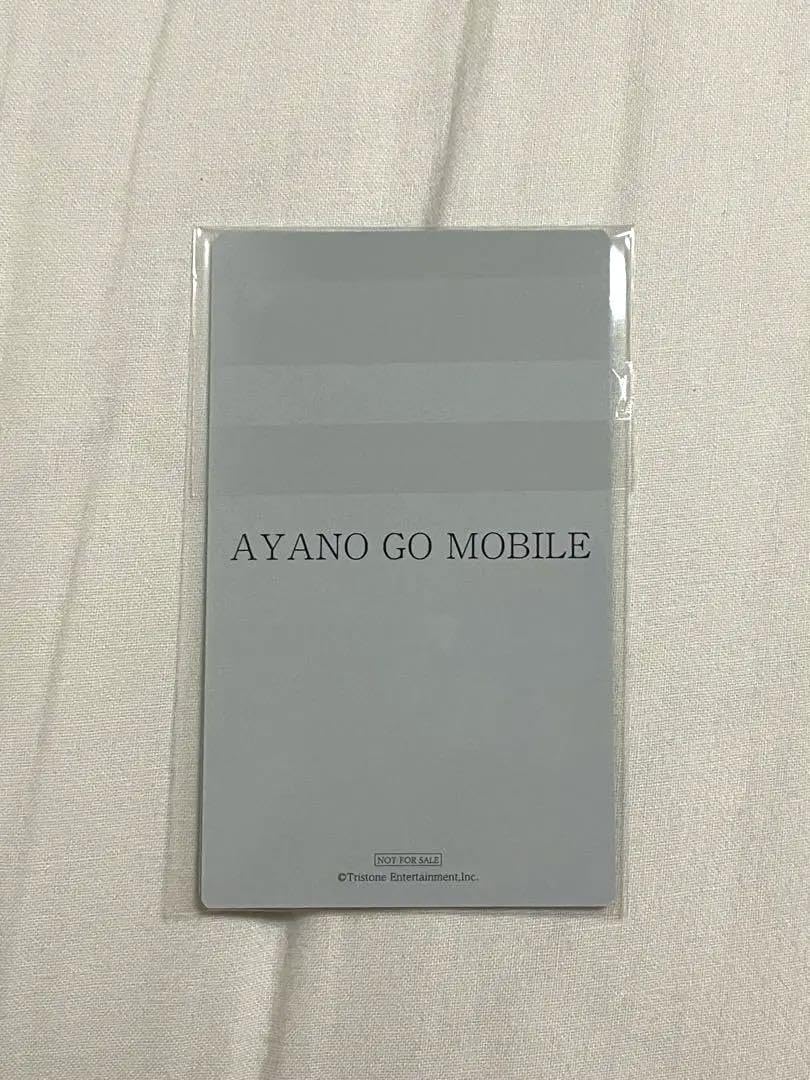 AYANO GO MOBILE
NOT FOR SALE
©Tristone Entertainment,Inc.